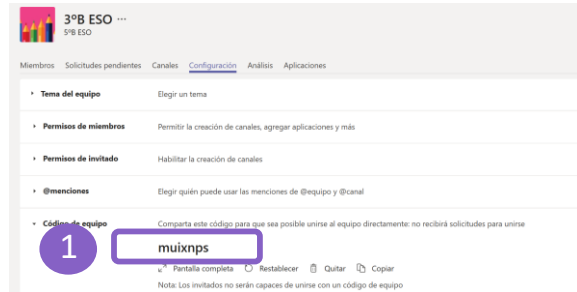 3ºB ESO ...
5ºB ESO
Miembros Solicitudes pendientes Canales Configuración Análisis Aplicaciones
Tema del equipo Elegir un tema
Permisos de miembros Permitir la creación de canales, agregar aplicaciones y más
Permisos de invitado Habilitar la creación de canales
@menciones Elegir quién puede usar las menciones de @equipo y @canal
Código de equipo Comparta este código para que sea posible unirse al equipo directamente: no recibirá solicitudes para unirse
1 muixnps
Pantalla completa Restablecer Quitar Copiar
Nota: Los invitados no serán capaces de unirse con un código de equipo